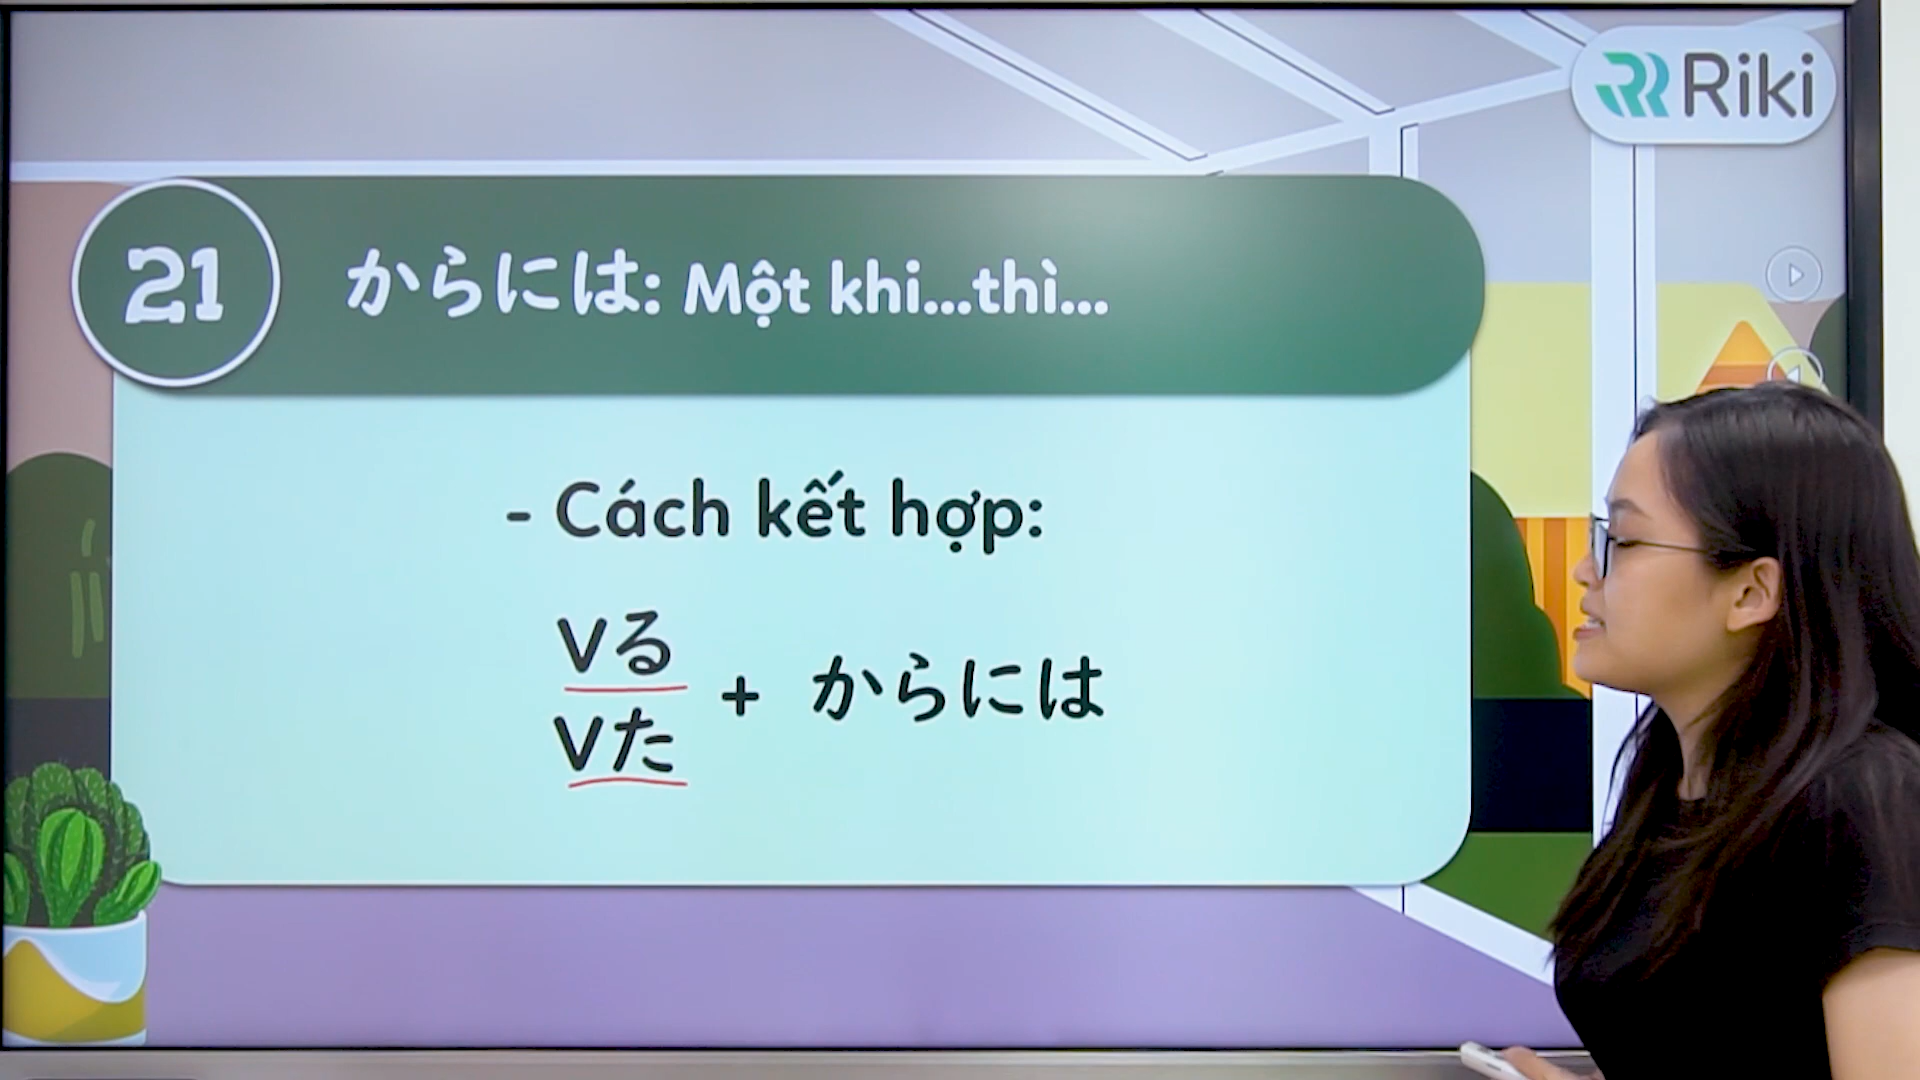 Riki
21
からには: Một khi...thì...
- Cách kết hợp:
Vる
Vた
+ からには